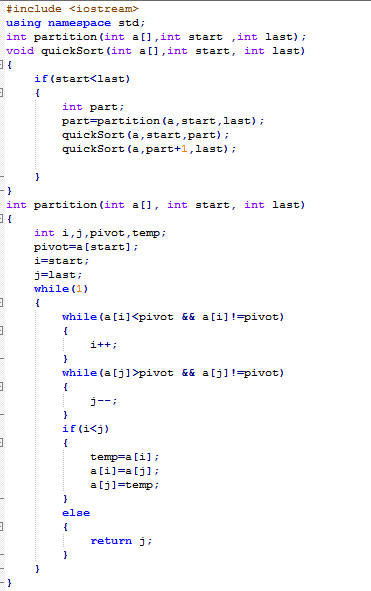 #include <iostream>
using namespace std;
int partition(int a[],int start ,int last);
void quickSort(int a[],int start, int last)
{
    if(start<last)
    {
        int part;
        part=partition(a,start,last);
        quickSort(a,start,part);
        quickSort(a,part+1,last);

    }
}
int partition(int a[], int start, int last)
{
    int i,j,pivot,temp;
    pivot=a[start];
    i=start;
    j=last;
    while(1)
    {
        while(a[i]<pivot && a[i]!=pivot)
        {
            i++;
        }
        while(a[j]>pivot && a[j]!=pivot)
        {
            j--;
        }
        if(i<j)
        {
            temp=a[i];
            a[i]=a[j];
            a[j]=temp;
        }
        else
        {
            return j;
        }
    }
}